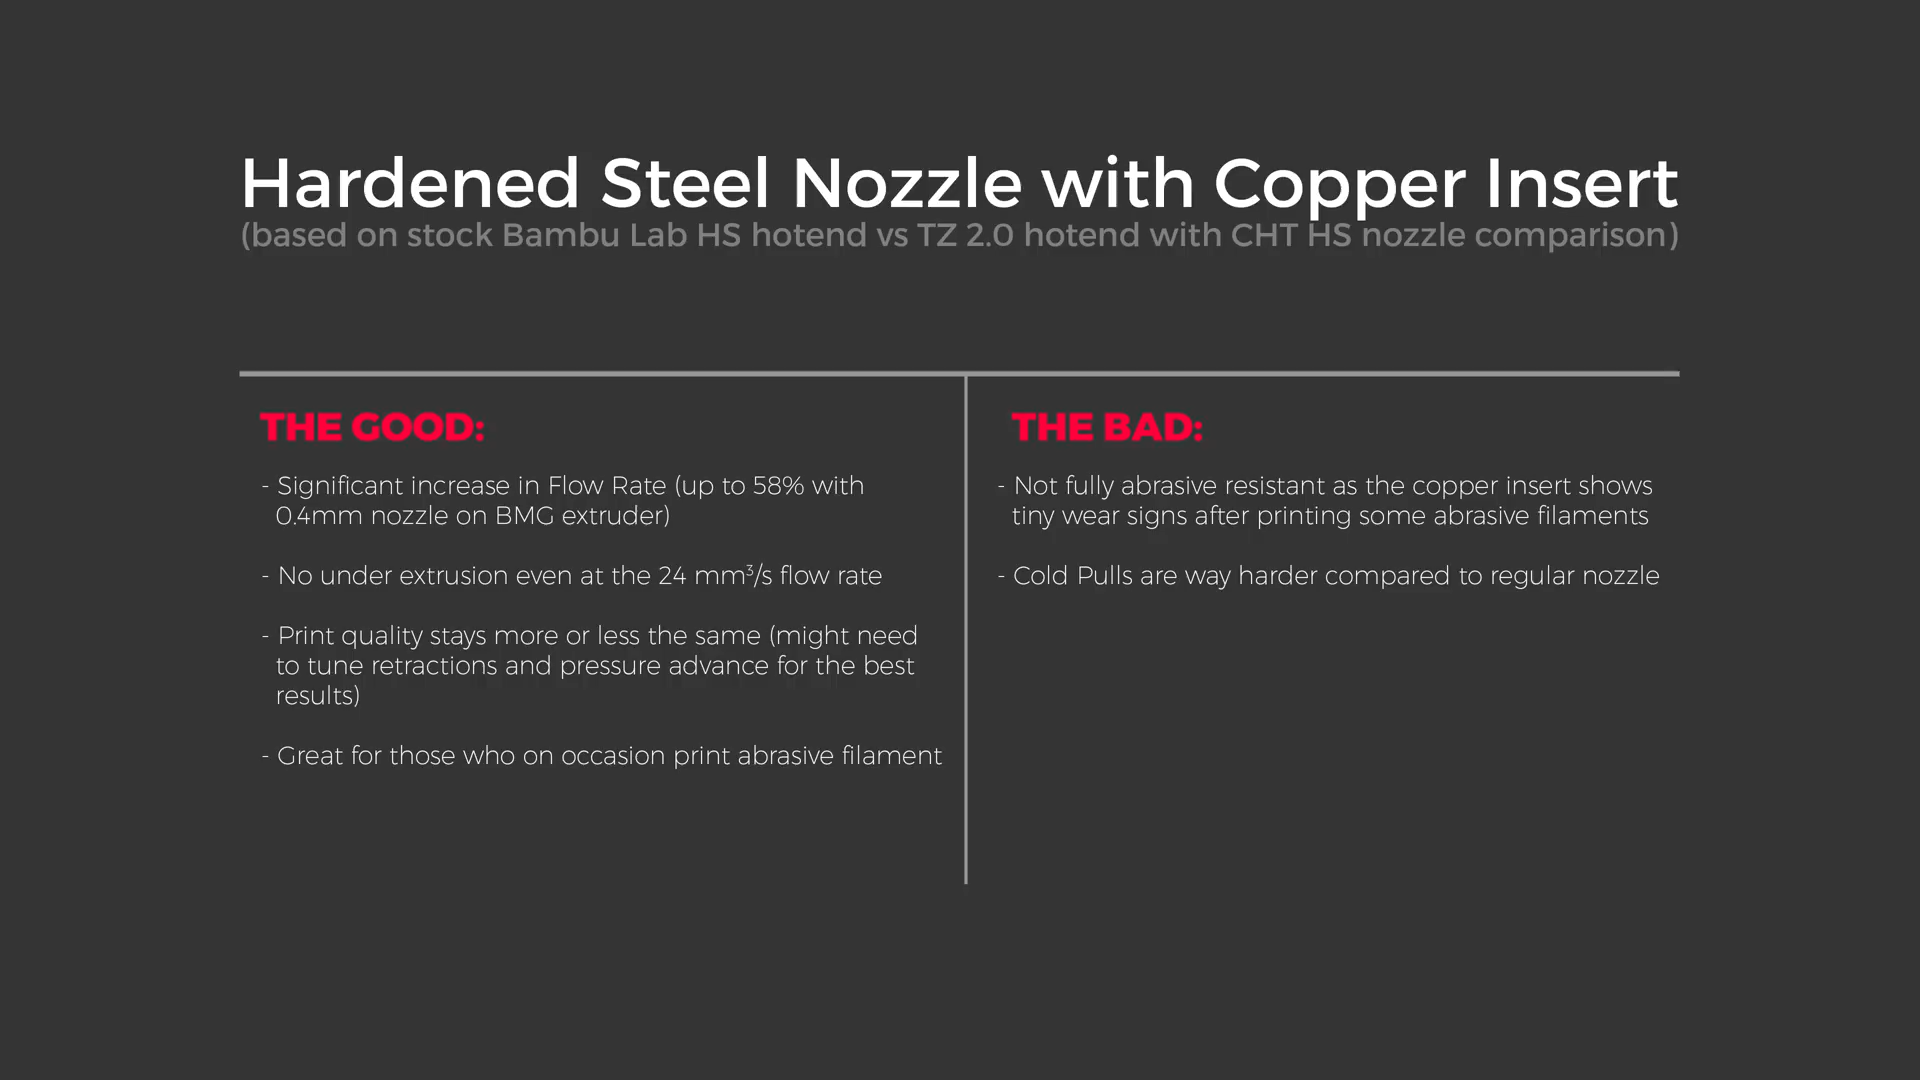 Hardened Steel Nozzle with Copper Insert
(based on stock Bambu Lab HS hotend vs TZ 2.0 hotend with CHT HS nozzle comparison)
THE GOOD:
- Significant increase in Flow Rate (up to 58% with
0.4mm nozzle on BMG extruder)
- No under extrusion even at the 24 mm³/s flow rate
- Print quality stays more or less the same (might need
to tune retractions and pressure advance for the best
results)
- Great for those who on occasion print abrasive filament
THE BAD:
- Not fully abrasive resistant as the copper insert shows
tiny wear signs after printing some abrasive filaments
- Cold Pulls are way harder compared to regular nozzle